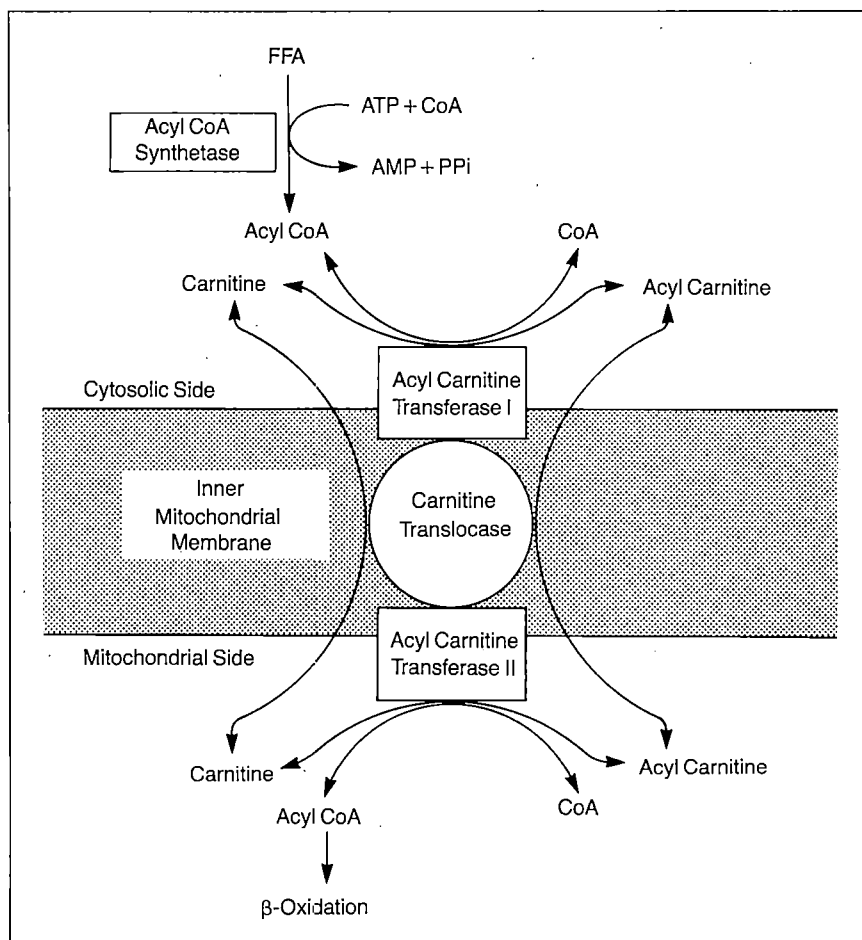 FFA
ATP + CoA
Acyl CoA
Synthetase
AMP + PPi
Acyl CoA
CoA
Carnitine
Acyl Carnitine
Acyl Carnitine
Transferase I
Cytosolic Side
Inner
Mitochondrial
Membrane
Carnitine
Translocase
Acyl Carnitine
Transferase II
Mitochondrial Side
Carnitine
Acyl Carnitine
Acyl CoA
CoA
β-Oxidation